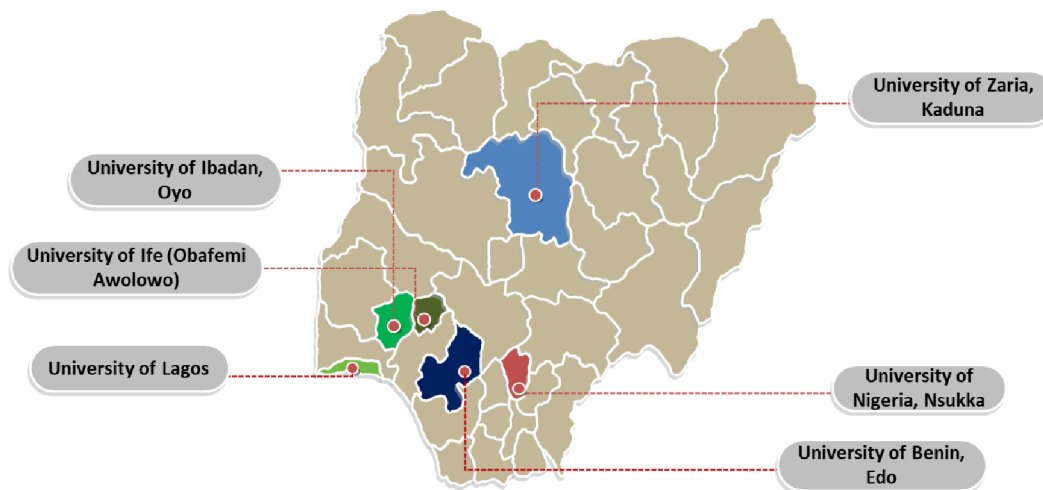 University of Zaria,
Kaduna
University of Ibadan,
Oyo
University of Ife (Obafemi
Awolowo)
University of Lagos
University of
Nigeria, Nsukka
University of Benin,
Edo